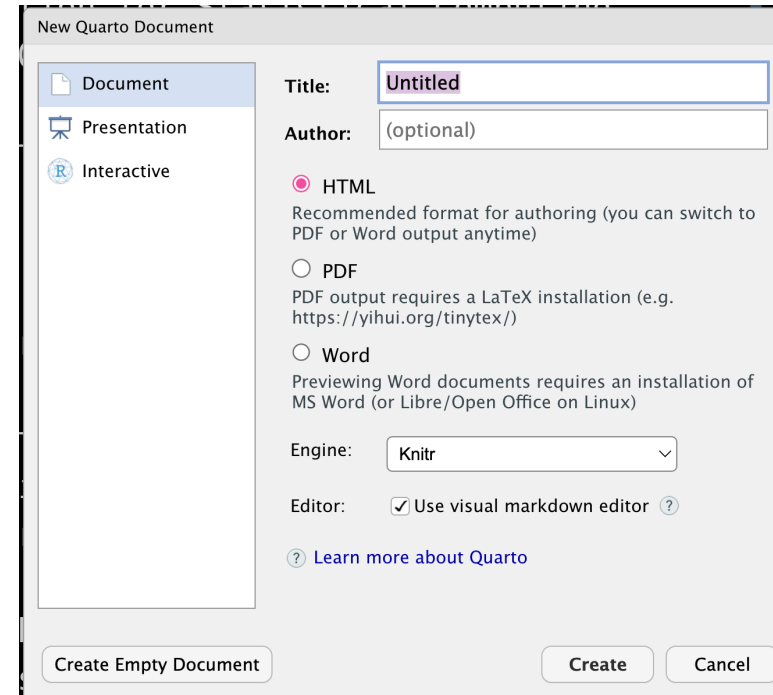 New Quarto Document
Document
Presentation
R Interactive
Title: Untitled
Author: (optional)
HTML
Recommended format for authoring (you can switch to
PDF or Word output anytime)
PDF
PDF output requires a LaTeX installation (e.g.
https://yihui.org/tinytex/)
Word
Previewing Word documents requires an installation of
MS Word (or Libre/Open Office on Linux)
Engine: Knitr
Editor: Use visual markdown editor ?
? Learn more about Quarto
Create Empty Document Create Cancel